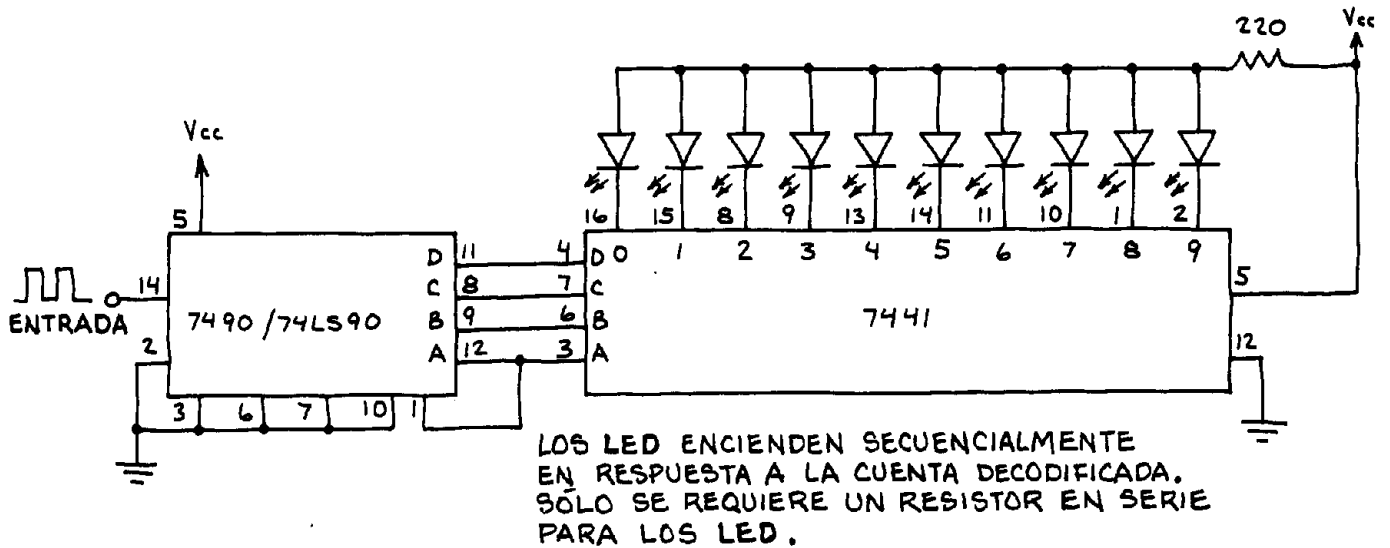 220
Vcc
Vcc
16 15 8 9 13 14 11 10 1 2
0 1 2 3 4 5 6 7 8 9
5
14
ENTRADA
7490/74LS90
D 11 4 D
C 8 7 C
B 9 6 B
A 12 3 A
7441
5
12
2
3 6 7 10 1
LOS LED ENCIENDEN SECUENCIALMENTE
EN RESPUESTA A LA CUENTA DECODIFICADA.
SÓLO SE REQUIERE UN RESISTOR EN SERIE
PARA LOS LED.